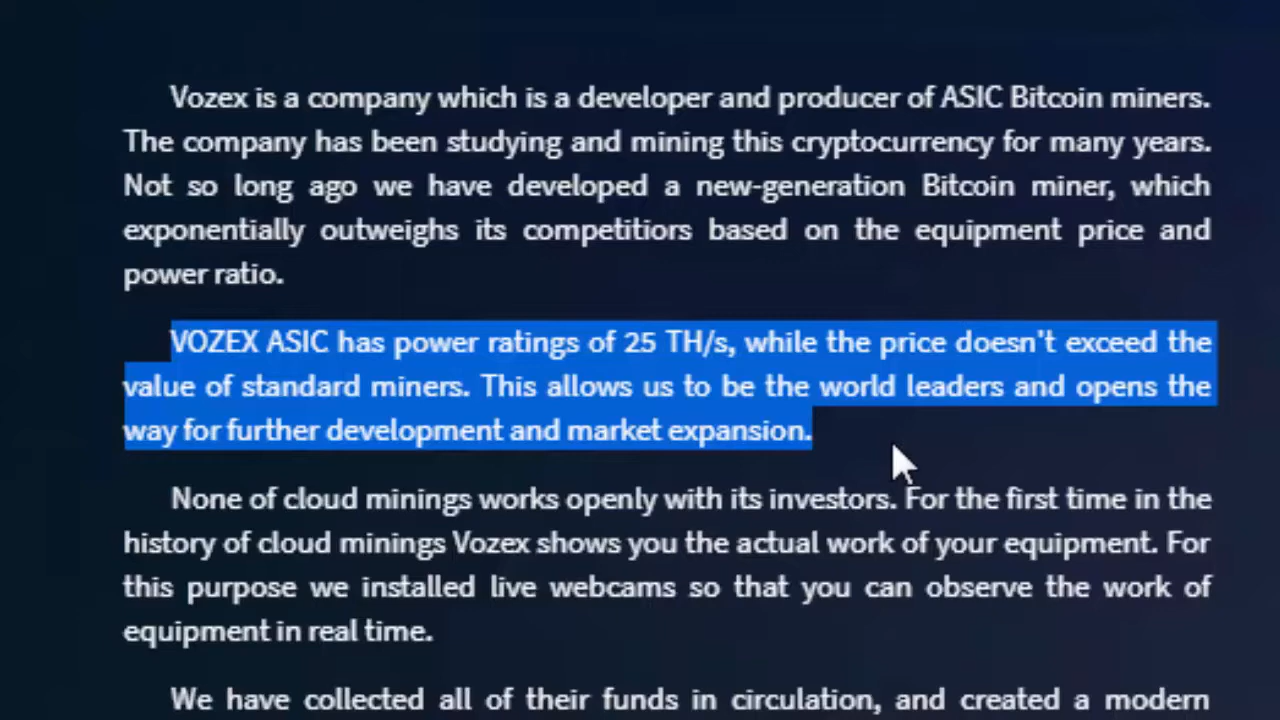 Vozex is a company which is a developer and producer of ASIC Bitcoin miners.
The company has been studying and mining this cryptocurrency for many years.
Not so long ago we have developed a new-generation Bitcoin miner, which
exponentially outweighs its competitiors based on the equipment price and
power ratio.
VOZEX ASIC has power ratings of 25 TH/s, while the price doesn't exceed the
value of standard miners. This allows us to be the world leaders and opens the
way for further development and market expansion.
None of cloud minings works openly with its investors. For the first time in the
history of cloud minings Vozex shows you the actual work of your equipment. For
this purpose we installed live webcams so that you can observe the work of
equipment in real time.
We have collected all of their funds in circulation, and created a modern